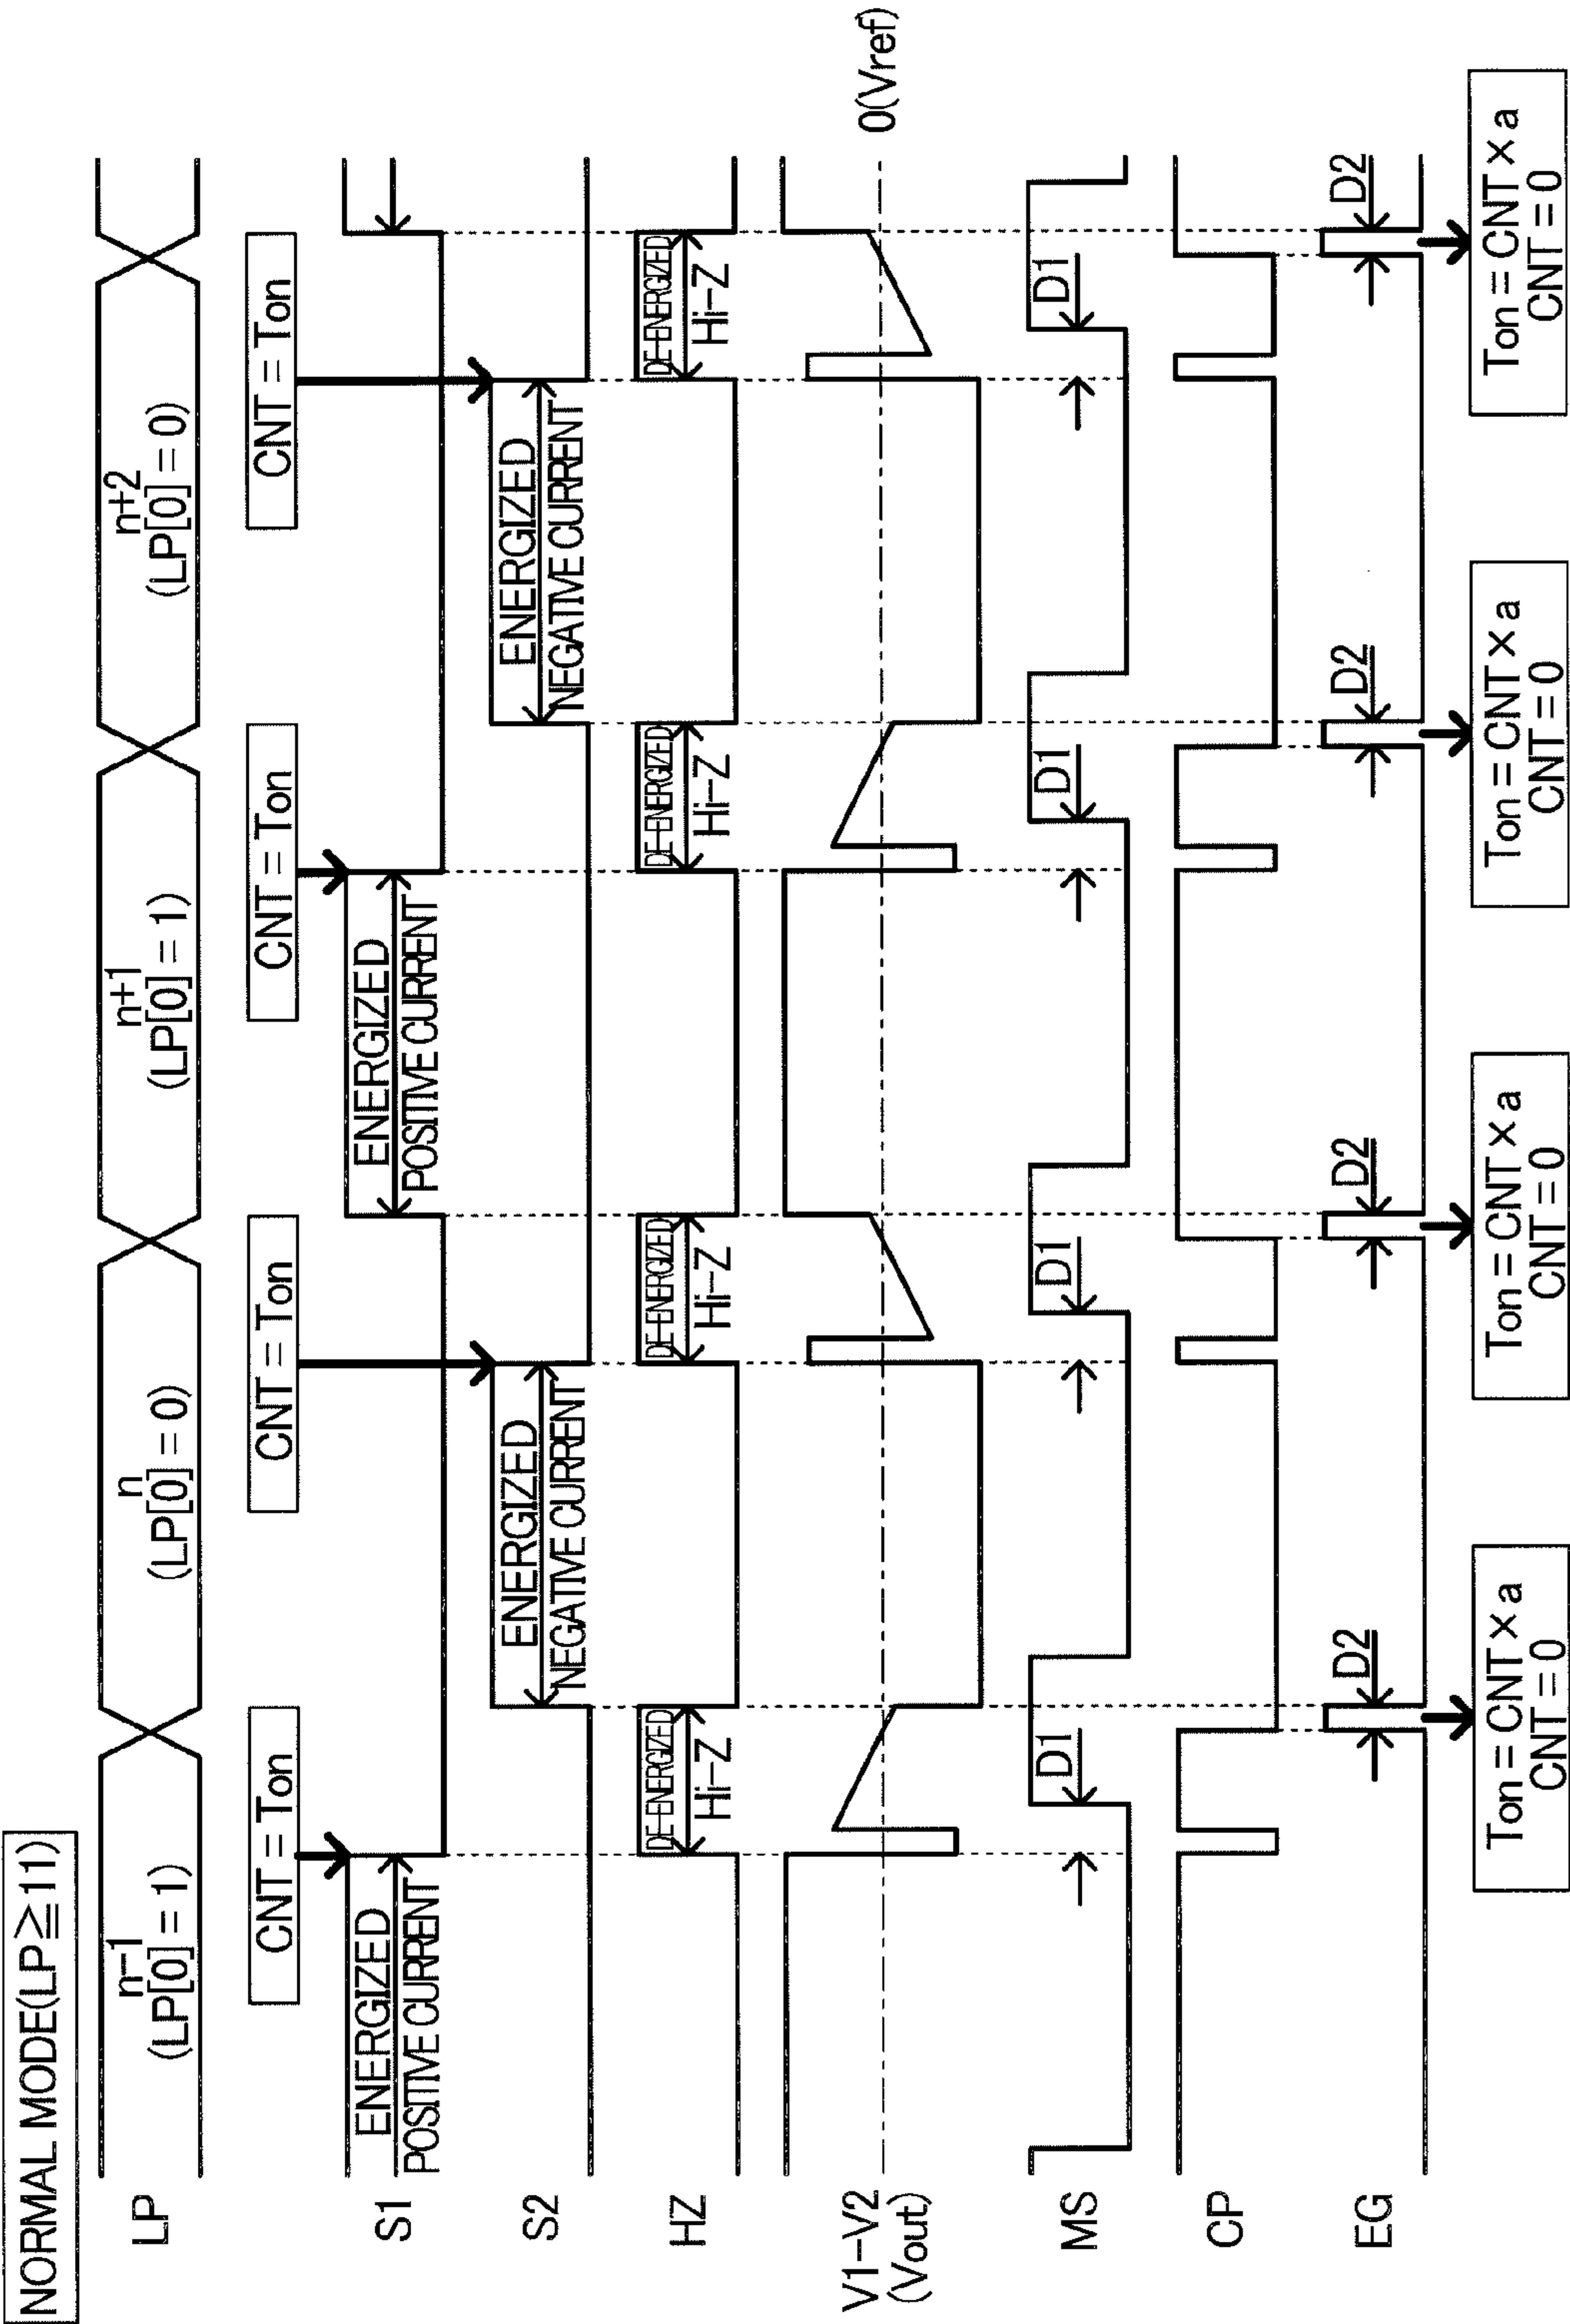 NORMAL MODE(LP≧11)
LP
n-1
(LP[0]=1)
n
(LP[0]=0)
n+1
(LP[0]=1)
n+2
(LP[0]=0)
CNT=Ton
CNT=Ton
CNT=Ton
CNT=Ton
S1
ENERGIZED
POSITIVE CURRENT
ENERGIZED
POSITIVE CURRENT
S2
ENERGIZED
NEGATIVE CURRENT
ENERGIZED
NEGATIVE CURRENT
HZ
DE-ENERGIZED
Hi-Z
DE-ENERGIZED
Hi-Z
DE-ENERGIZED
Hi-Z
DE-ENERGIZED
Hi-Z
V1-V2
(Vout)
0(Vref)
MS
D1
D1
D1
D1
CP
EG
D2
D2
D2
D2
Ton=CNT×a
CNT=0
Ton=CNT×a
CNT=0
Ton=CNT×a
CNT=0
Ton=CNT×a
CNT=0